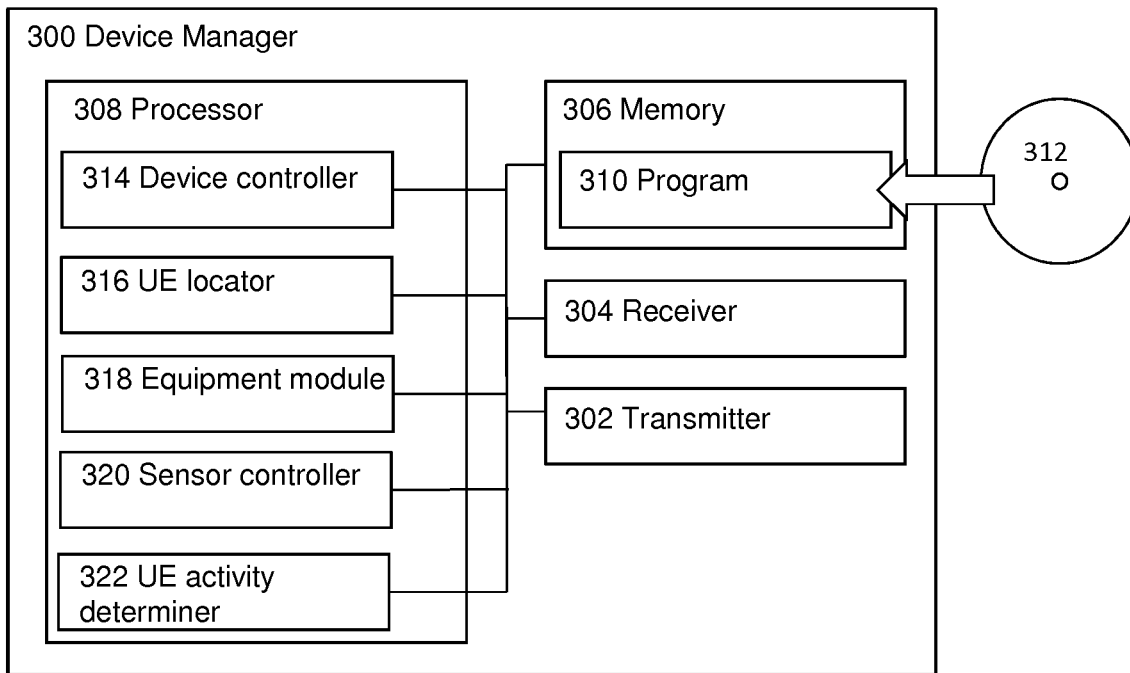 300 Device Manager
308 Processor
314 Device controller
316 UE locator
318 Equipment module
320 Sensor controller
322 UE activity
determiner
306 Memory
310 Program
304 Receiver
302 Transmitter
312